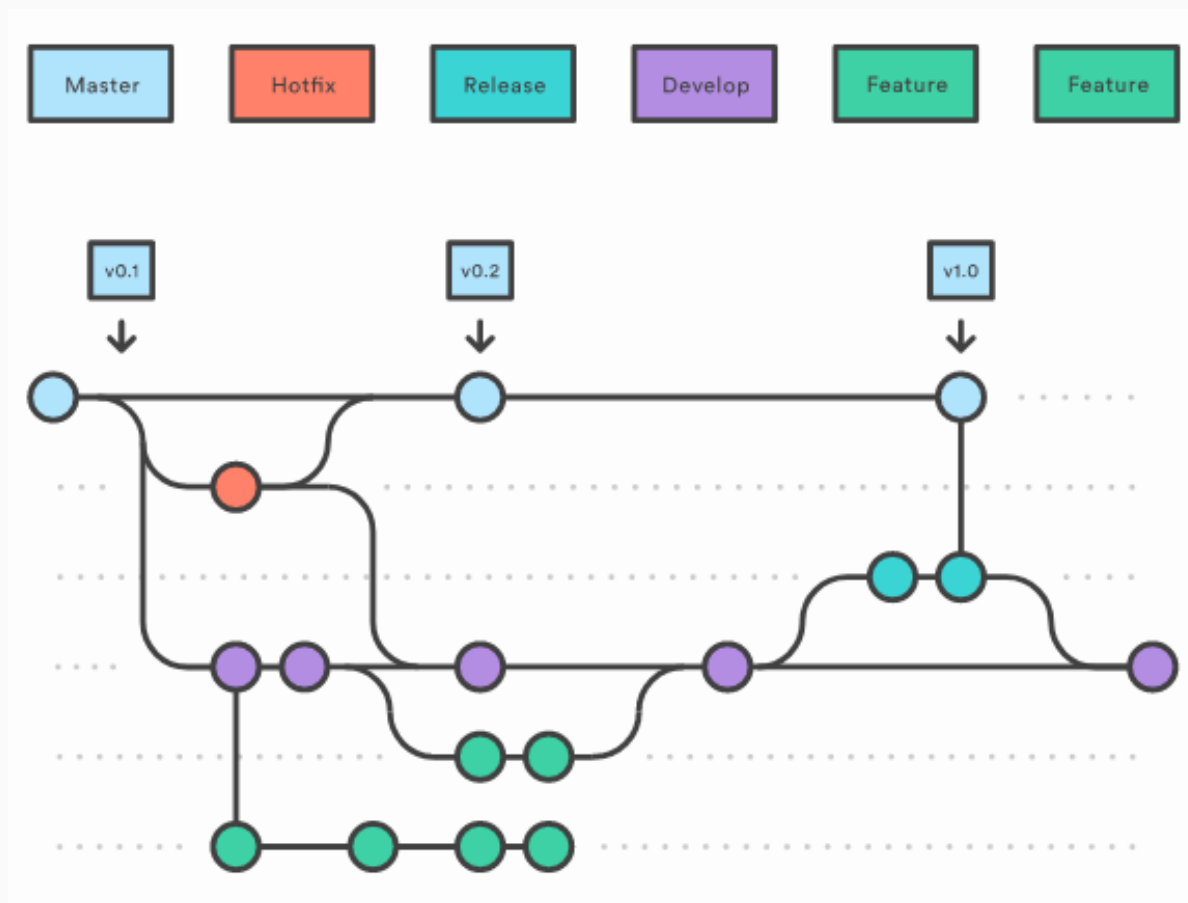 Master
Hotfix
Release
Develop
Feature
Feature
v0.1
v0.2
v1.0